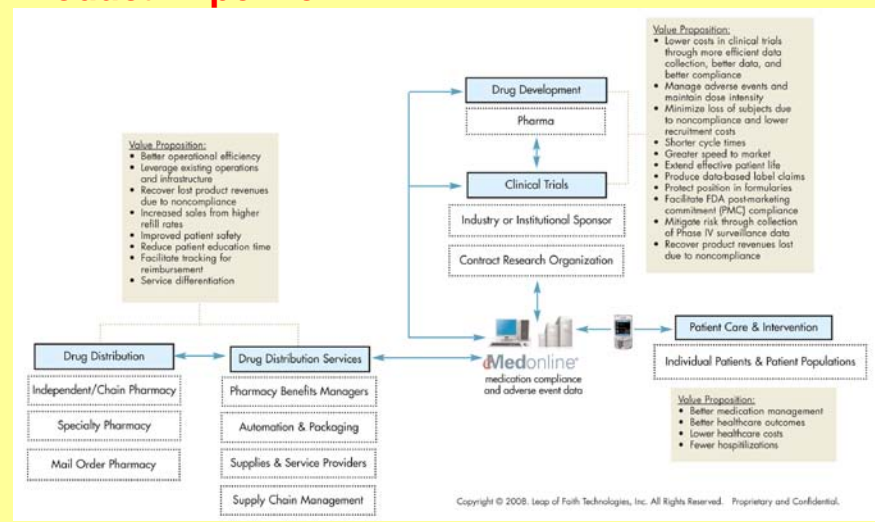 Value Proposition:
• Lower costs in clinical trials
through more efficient data
collection, better data, and
better compliance
• Manage adverse events and
maintain dose intensity
• Minimize loss of subjects due
to noncompliance and lower
recruitment costs
• Shorter cycle times
• Greater speed to market
• Extend effective patient life
• Produce data-based label claims
• Protect position in formularies
• Facilitate FDA post-marketing
commitment (PMC) compliance
• Mitigate risk through collection
of Phase IV surveillance data
• Recover product revenues lost
due to noncompliance
Drug Development
Pharma
Clinical Trials
Industry or Institutional Sponsor
Contract Research Organization
Value Proposition:
• Better operational efficiency
• Leverage existing operations
and infrastructure
• Recover lost product revenues
due to noncompliance
• Increased sales from higher
refill rates
• Improved patient safety
• Reduce patient education time
• Facilitate tracking for
reimbursement
• Service differentiation
Drug Distribution
Independent/Chain Pharmacy
Specialty Pharmacy
Mail Order Pharmacy
Drug Distribution Services
Pharmacy Benefits Managers
Automation & Packaging
Supplies & Service Providers
Supply Chain Management
eMedonline®
medication compliance
and adverse event data
Patient Care & Intervention
Individual Patients & Patient Populations
Value Proposition:
• Better medication management
• Better healthcare outcomes
• Lower healthcare costs
• Fewer hospitilizations
Copyright © 2008. Leap of Faith Technologies, Inc. All Rights Reserved. Proprietary and Confidential.